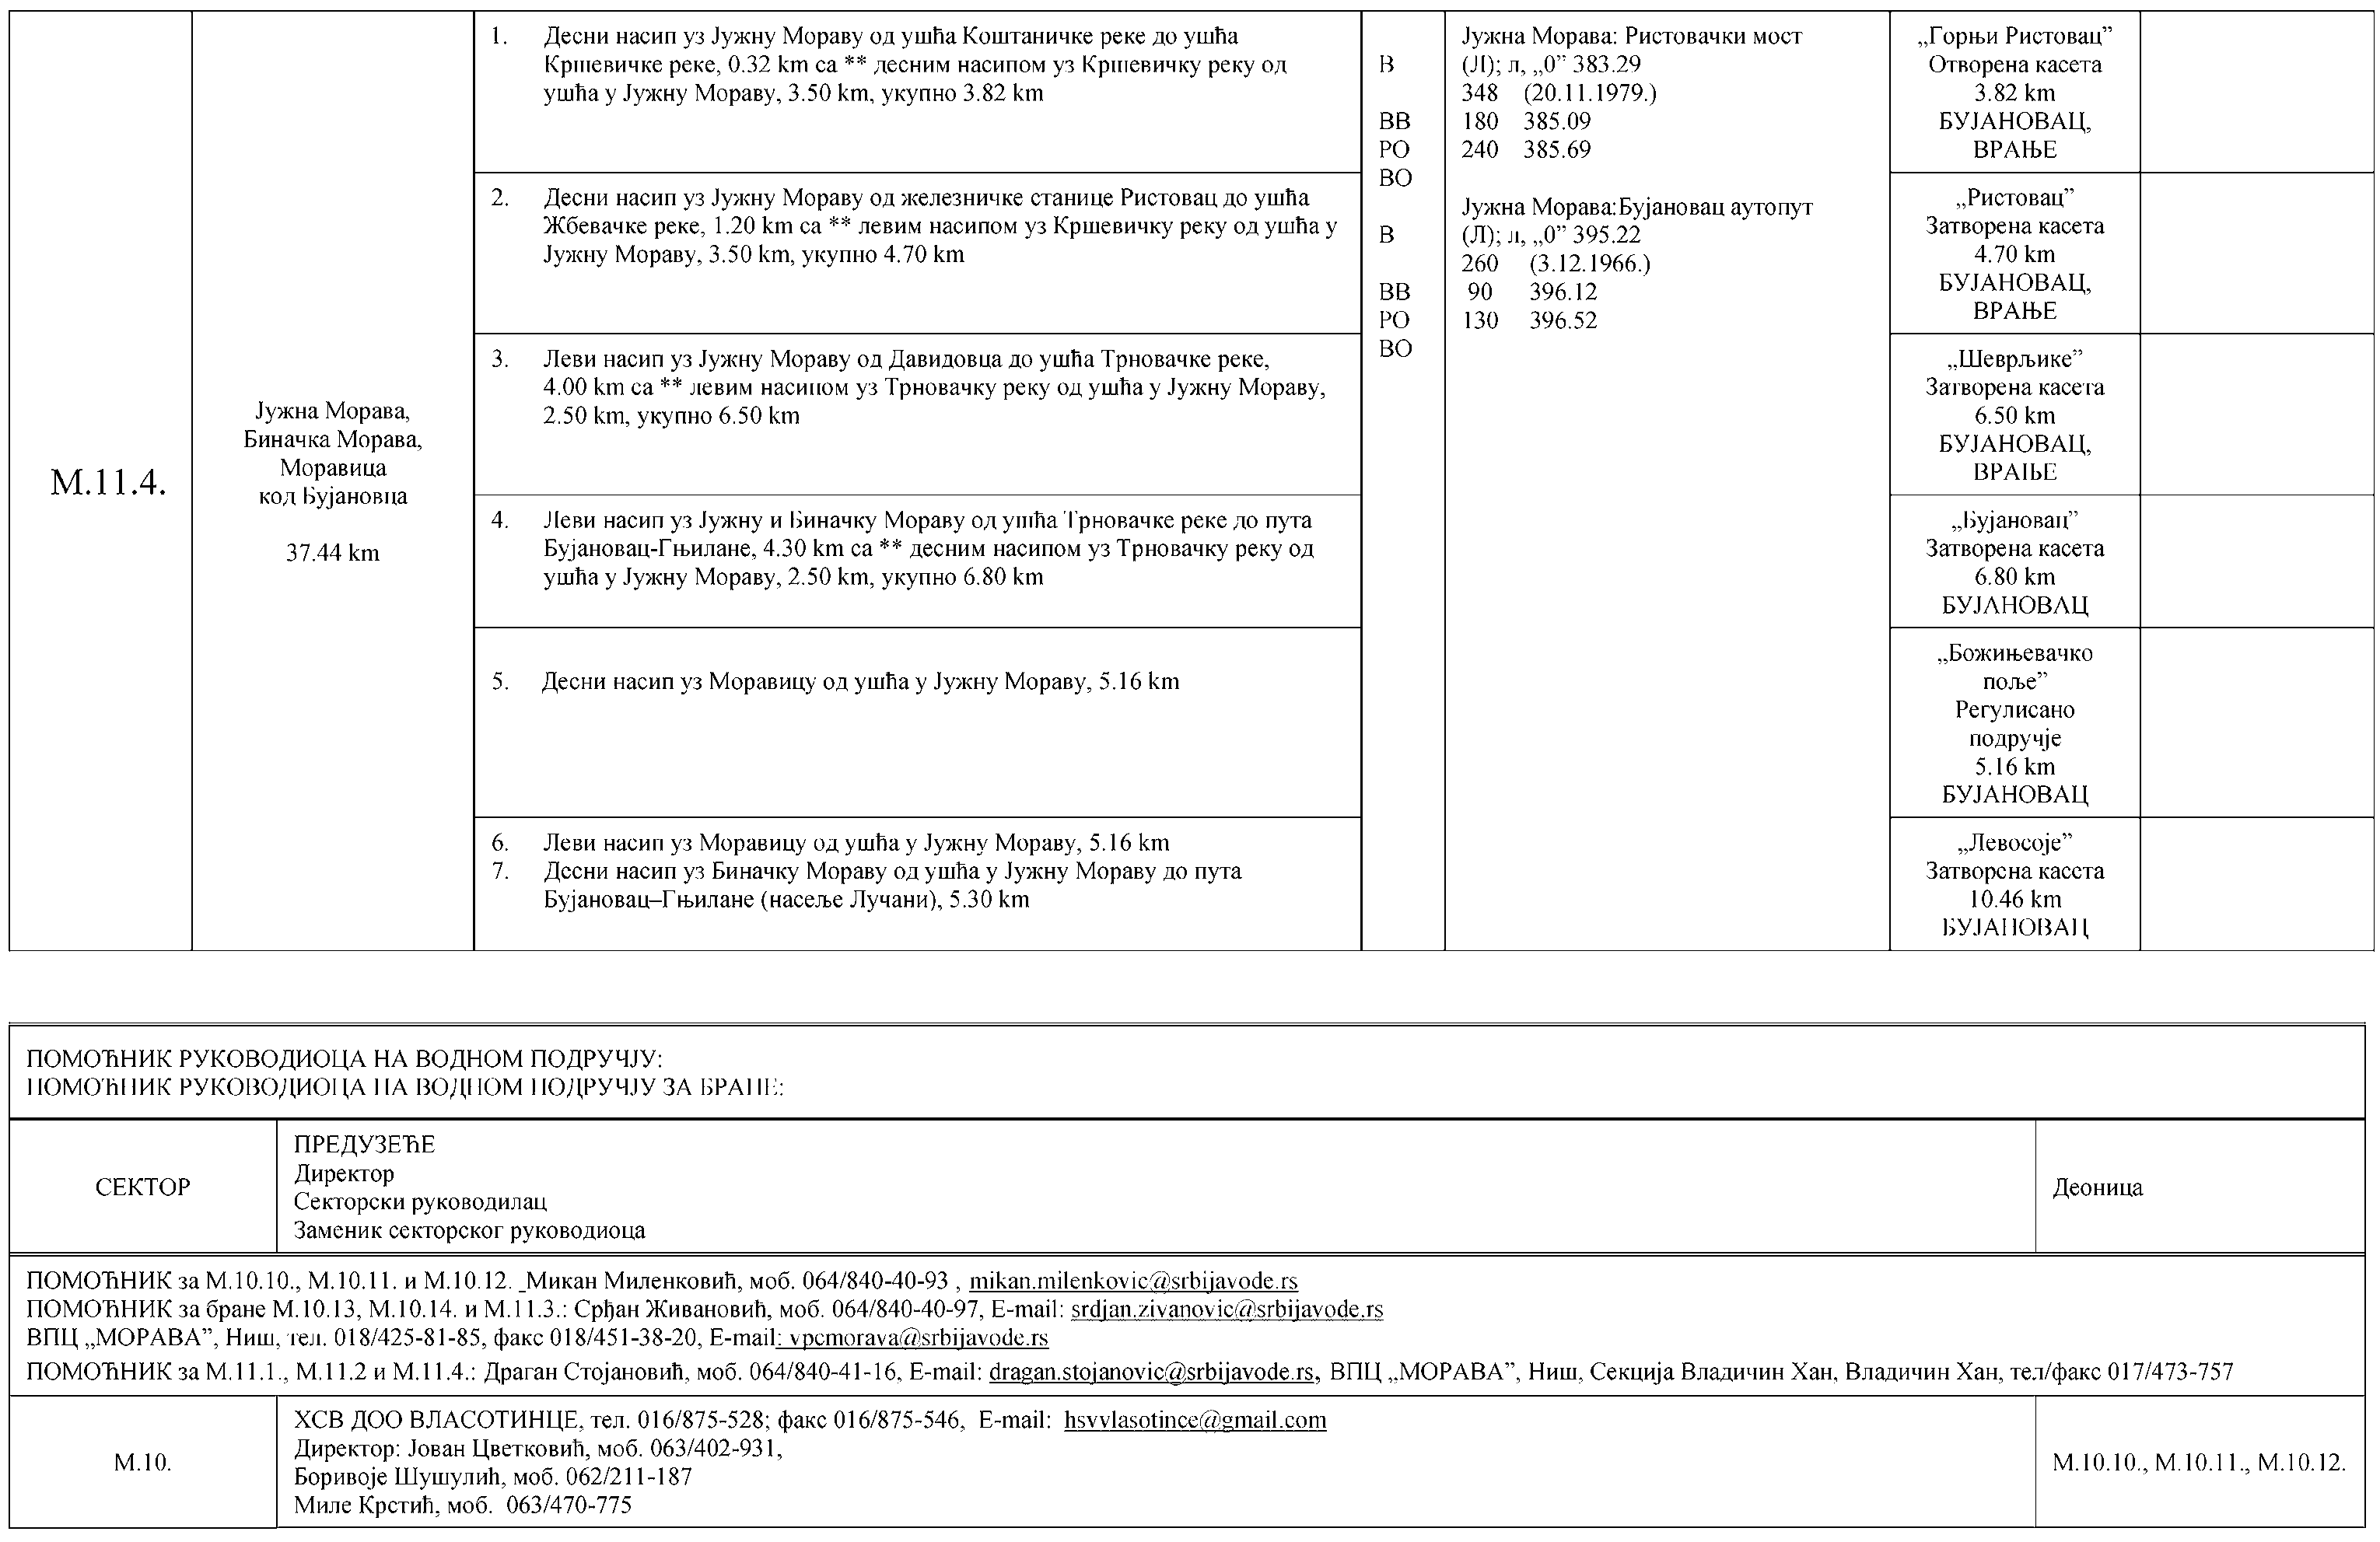 М.11.4.
Јужна Морава,
Биначка Морава,
Моравица
код Бујановца
37.44 km
1. Десни насип уз Јужну Мораву од ушћа Коштаничке реке до ушћа
Кршевичке реке, 0.32 km са ** десним насипом уз Кршевичку реку од
ушћа у Јужну Мораву, 3.50 km, укупно 3.82 km
2. Десни насип уз Јужну Мораву од железничке станице Ристовац до ушћа
Жбевачке реке, 1.20 km са ** левим насипом уз Кршевичку реку од ушћа у
Јужну Мораву, 3.50 km, укупно 4.70 km
3. Леви насип уз Јужну Мораву од Давидовца до ушћа Трновачке реке,
4.00 km са ** левим насипом уз Трновачку реку од ушћа у Јужну Мораву,
2.50 km, укупно 6.50 km
4. Леви насип уз Јужну и Биначку Мораву од ушћа Трновачке реке до пута
Бујановац-Гњилане, 4.30 km са ** десним насипом уз Трновачку реку од
ушћа у Јужну Мораву, 2.50 km, укупно 6.80 km
5. Десни насип уз Моравицу од ушћа у Јужну Мораву, 5.16 km
6. Леви насип уз Моравицу од ушћа у Јужну Мораву, 5.16 km
7. Десни насип уз Биначку Мораву од ушћа у Јужну Мораву до пута
Бујановац–Гњилане (насеље Лучани), 5.30 km
В
ВВ
РО
ВО
В
ВВ
РО
ВО
Јужна Морава: Ристовачки мост
(Л); л, „0” 383.29
348 (20.11.1979.)
180 385.09
240 385.69
Јужна Морава:Бујановац аутопут
(Л); л, „0” 395.22
260 (3.12.1966.)
90 396.12
130 396.52
„Горњи Ристовац”
Отворена касета
3.82 km
БУЈАНОВАЦ,
ВРАЊЕ
„Ристовац”
Затворена касета
4.70 km
БУЈАНОВАЦ,
ВРАЊЕ
„Шеврљике”
Затворена касета
6.50 km
БУЈАНОВАЦ,
ВРАЊЕ
„Бујановац”
Затворена касета
6.80 km
БУЈАНОВАЦ
„Божињевачко
поље”
Регулисано
подручје
5.16 km
БУЈАНОВАЦ
„Левосоје”
Затворена касета
10.46 km
БУЈАНОВАЦ
ПОМОЋНИК РУКОВОДИОЦА НА ВОДНОМ ПОДРУЧЈУ:
ПОМОЋНИК РУКОВОДИОЦА НА ВОДНОМ ПОДРУЧЈУ ЗА БРАНЕ:
СЕКТОР
ПРЕДУЗЕЋЕ
Директор
Секторски руководилац
Заменик секторског руководиоца
Деоница
ПОМОЋНИК за М.10.10., М.10.11. и М.10.12. _Микан Миленковић, моб. 064/840-40-93 , mikan.milenkovic@srbijavode.rs
ПОМОЋНИК за бране М.10.13, М.10.14. и М.11.3.: Срђан Живановић, моб. 064/840-40-97, E-mail: srdjan.zivanovic@srbijavode.rs
ВПЦ „МОРАВА”, Ниш, тел. 018/425-81-85, факс 018/451-38-20, E-mail: vpcmorava@srbijavode.rs
ПОМОЋНИК за М.11.1., М.11.2 и М.11.4.: Драган Стојановић, моб. 064/840-41-16, E-mail: dragan.stojanovic@srbijavode.rs, ВПЦ „МОРАВА”, Ниш, Секција Владичин Хан, Владичин Хан, тел/факс 017/473-757
М.10.
ХСВ ДОО ВЛАСОТИНЦЕ, тел. 016/875-528; факс 016/875-546, E-mail: hsvvlasotince@gmail.com
Директор: Јован Цветковић, моб. 063/402-931,
Боривоје Шушулић, моб. 062/211-187
Миле Крстић, моб. 063/470-775
М.10.10., М.10.11., М.10.12.